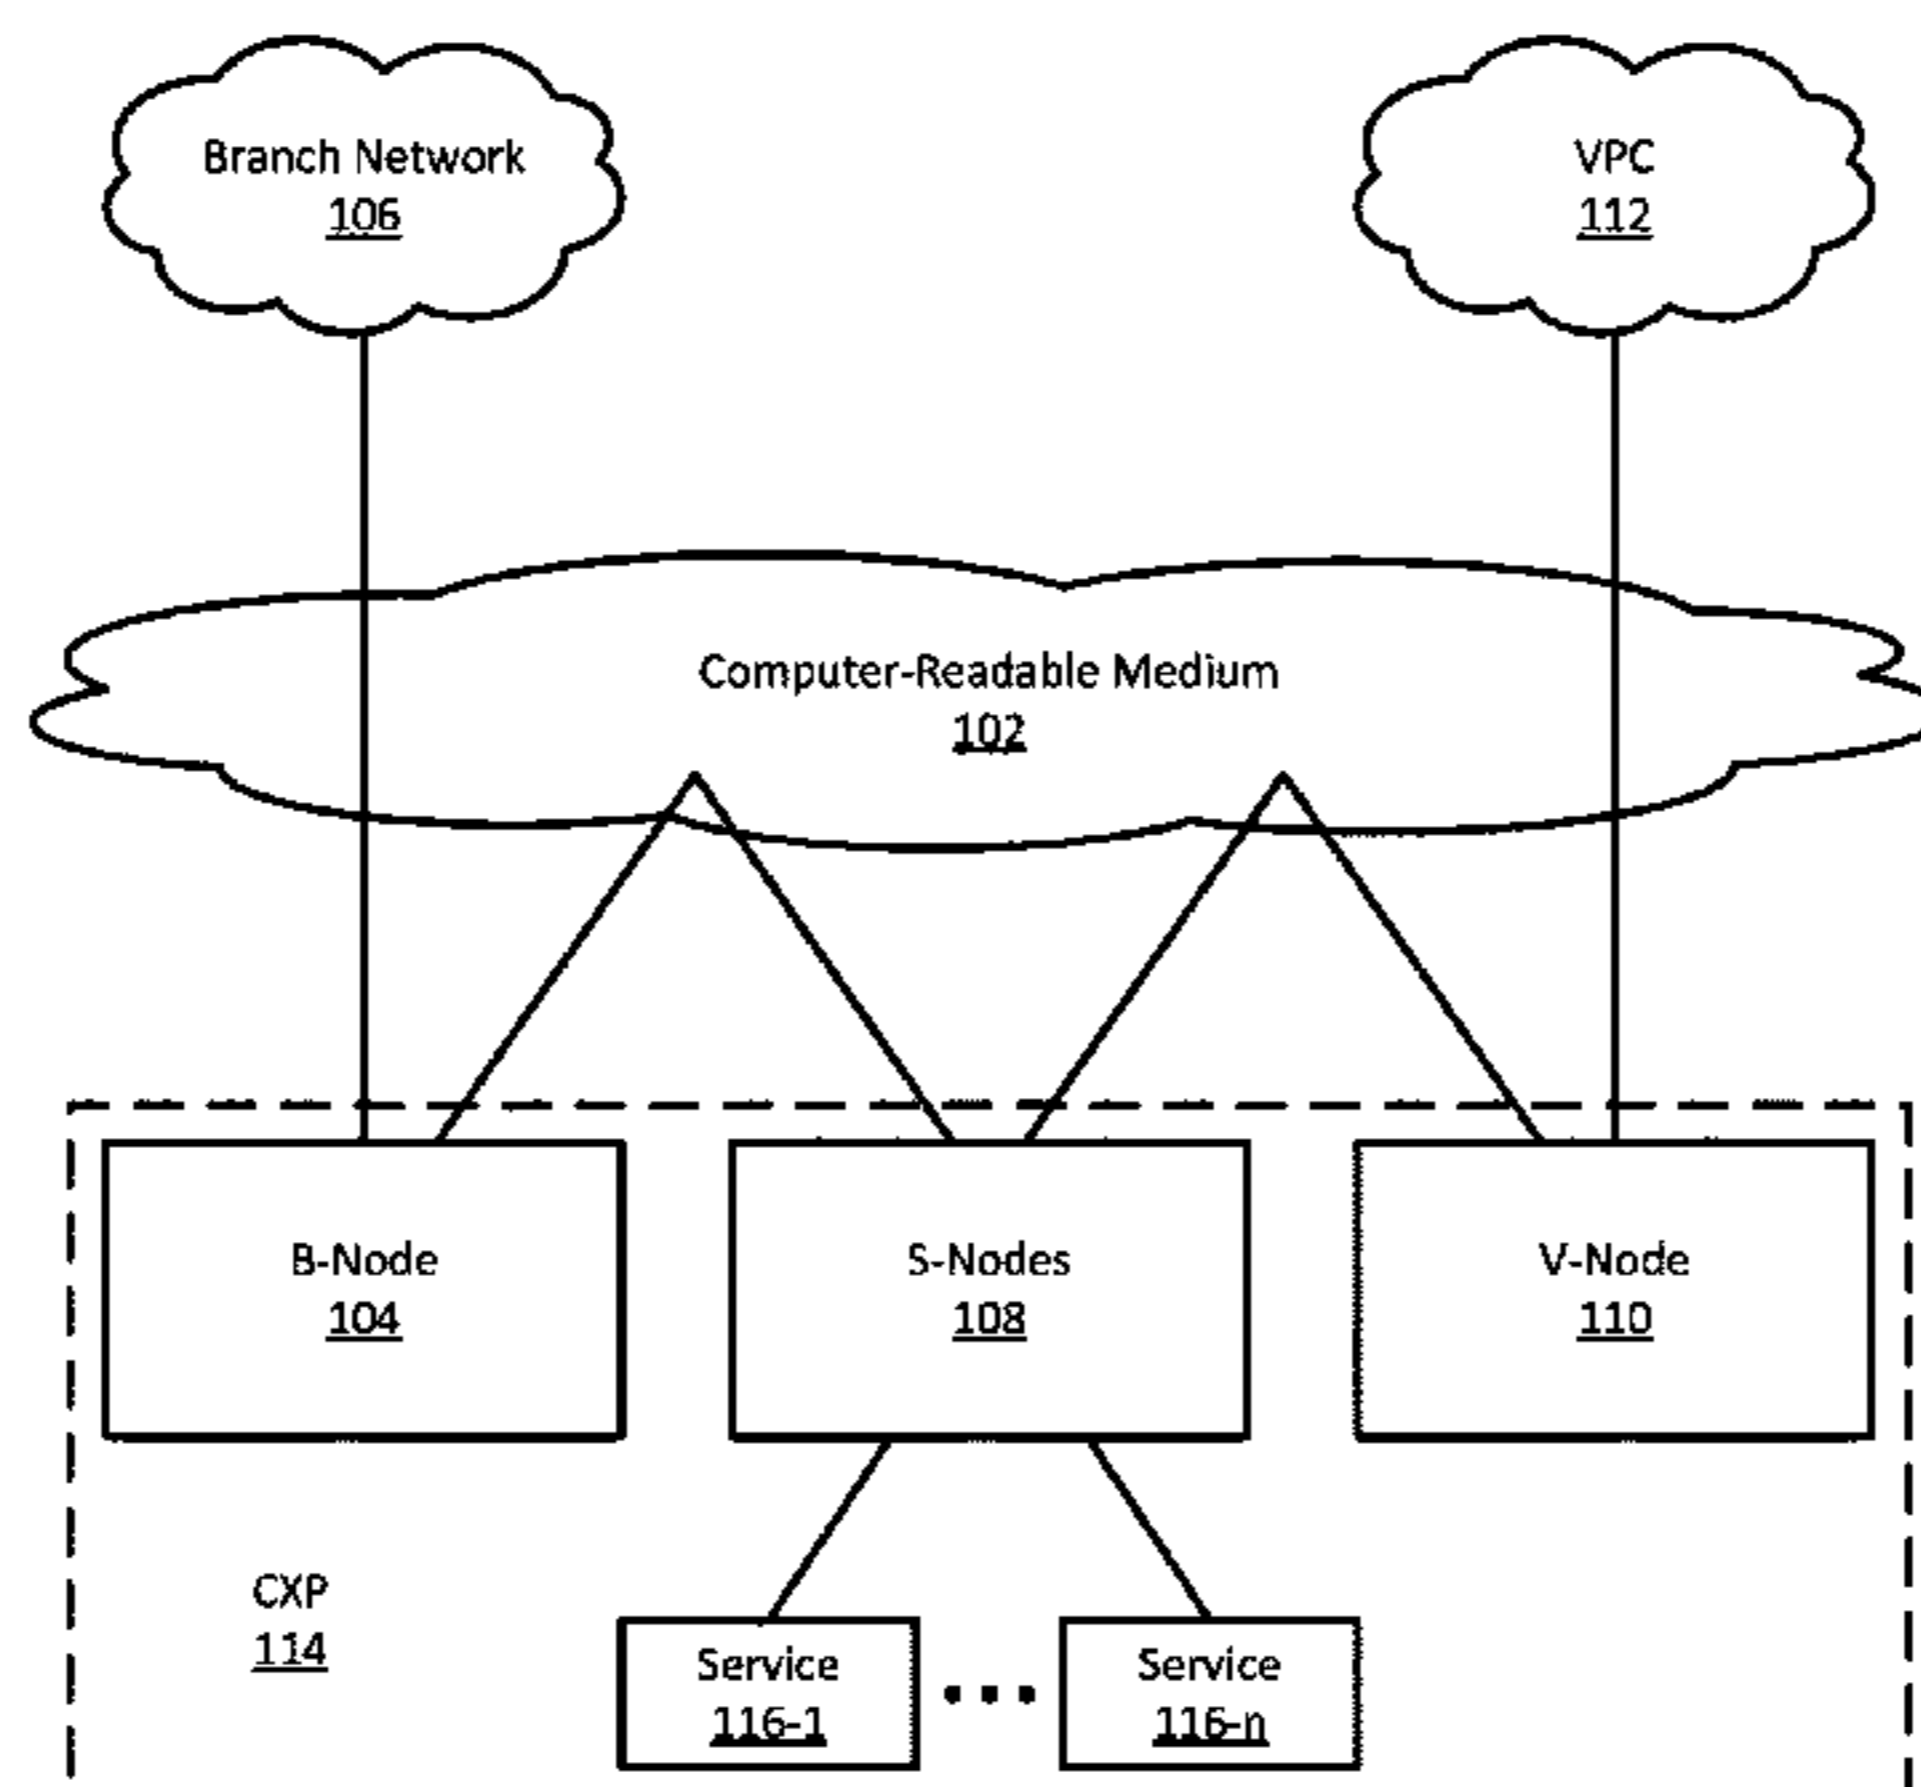 Branch Network
106
VPC
112
Computer-Readable Medium
102
B-Node
104
S-Nodes
108
V-Node
110
CXP
114
Service
116-1
Service
116-n